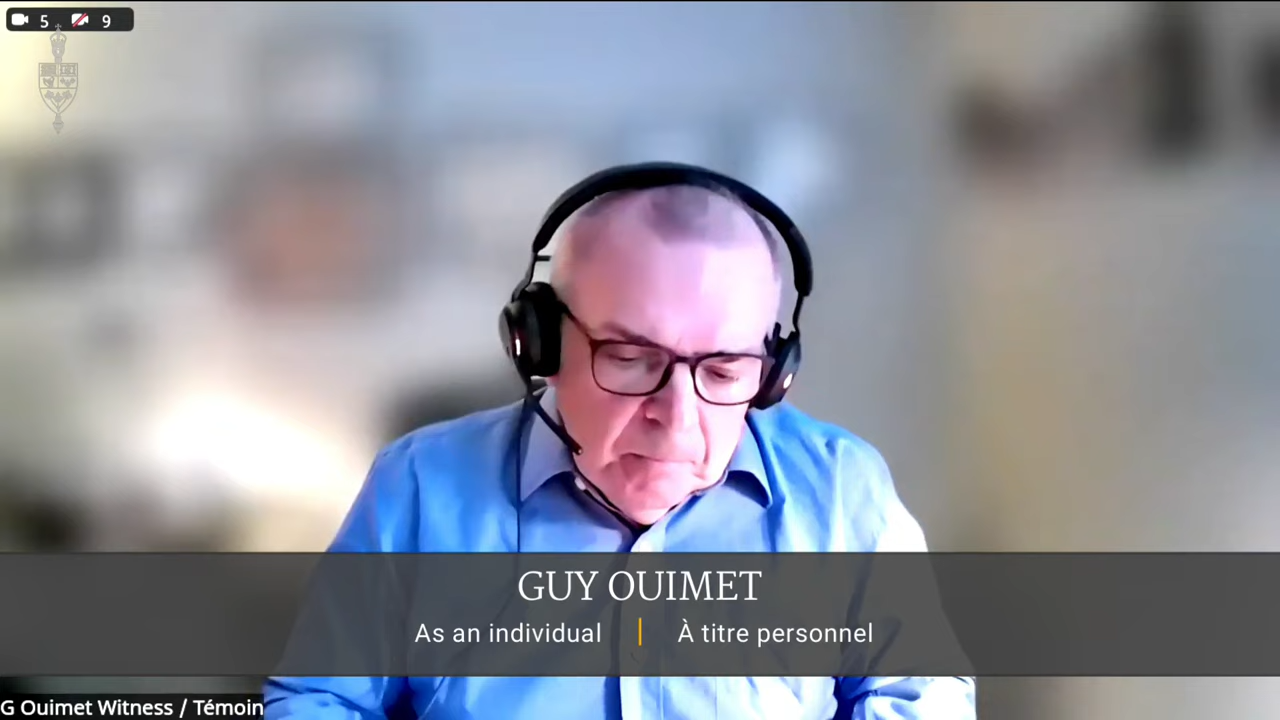 5 9
GUY OUIMET
As an individual | À titre personnel
G Ouimet Witness / Témoin